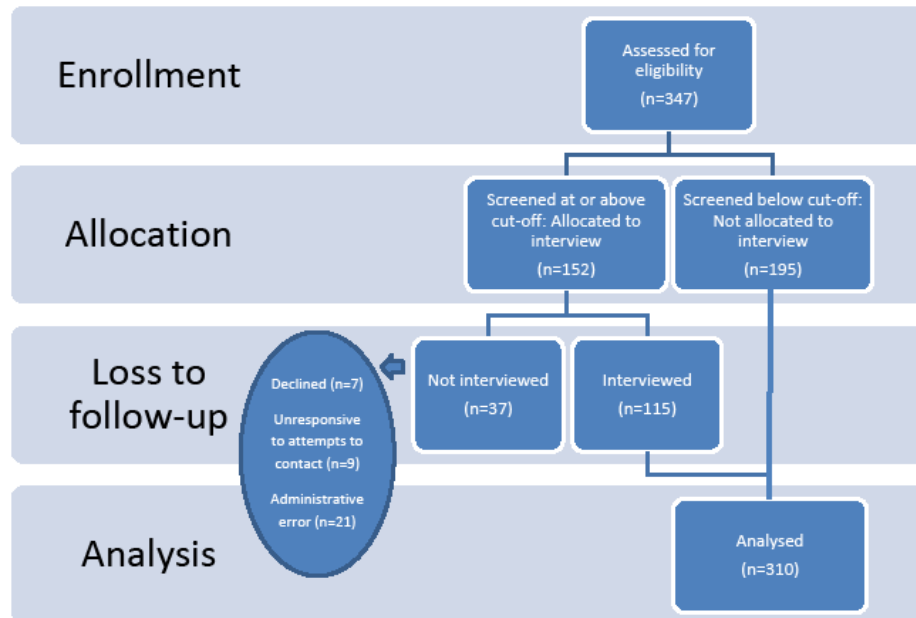 Enrollment
Assessed for
eligibility
(n=347)
Allocation
Screened at or above
cut-off: Allocated to
interview
(n=152)
Screened below cut-off:
Not allocated to
interview
(n=195)
Loss to
follow-up
Declined (n=7)
Unresponsive
to attempts to
contact (n=9)
Administrative
error (n=21)
Not interviewed
(n=37)
Interviewed
(n=115)
Analysis
Analysed
(n=310)